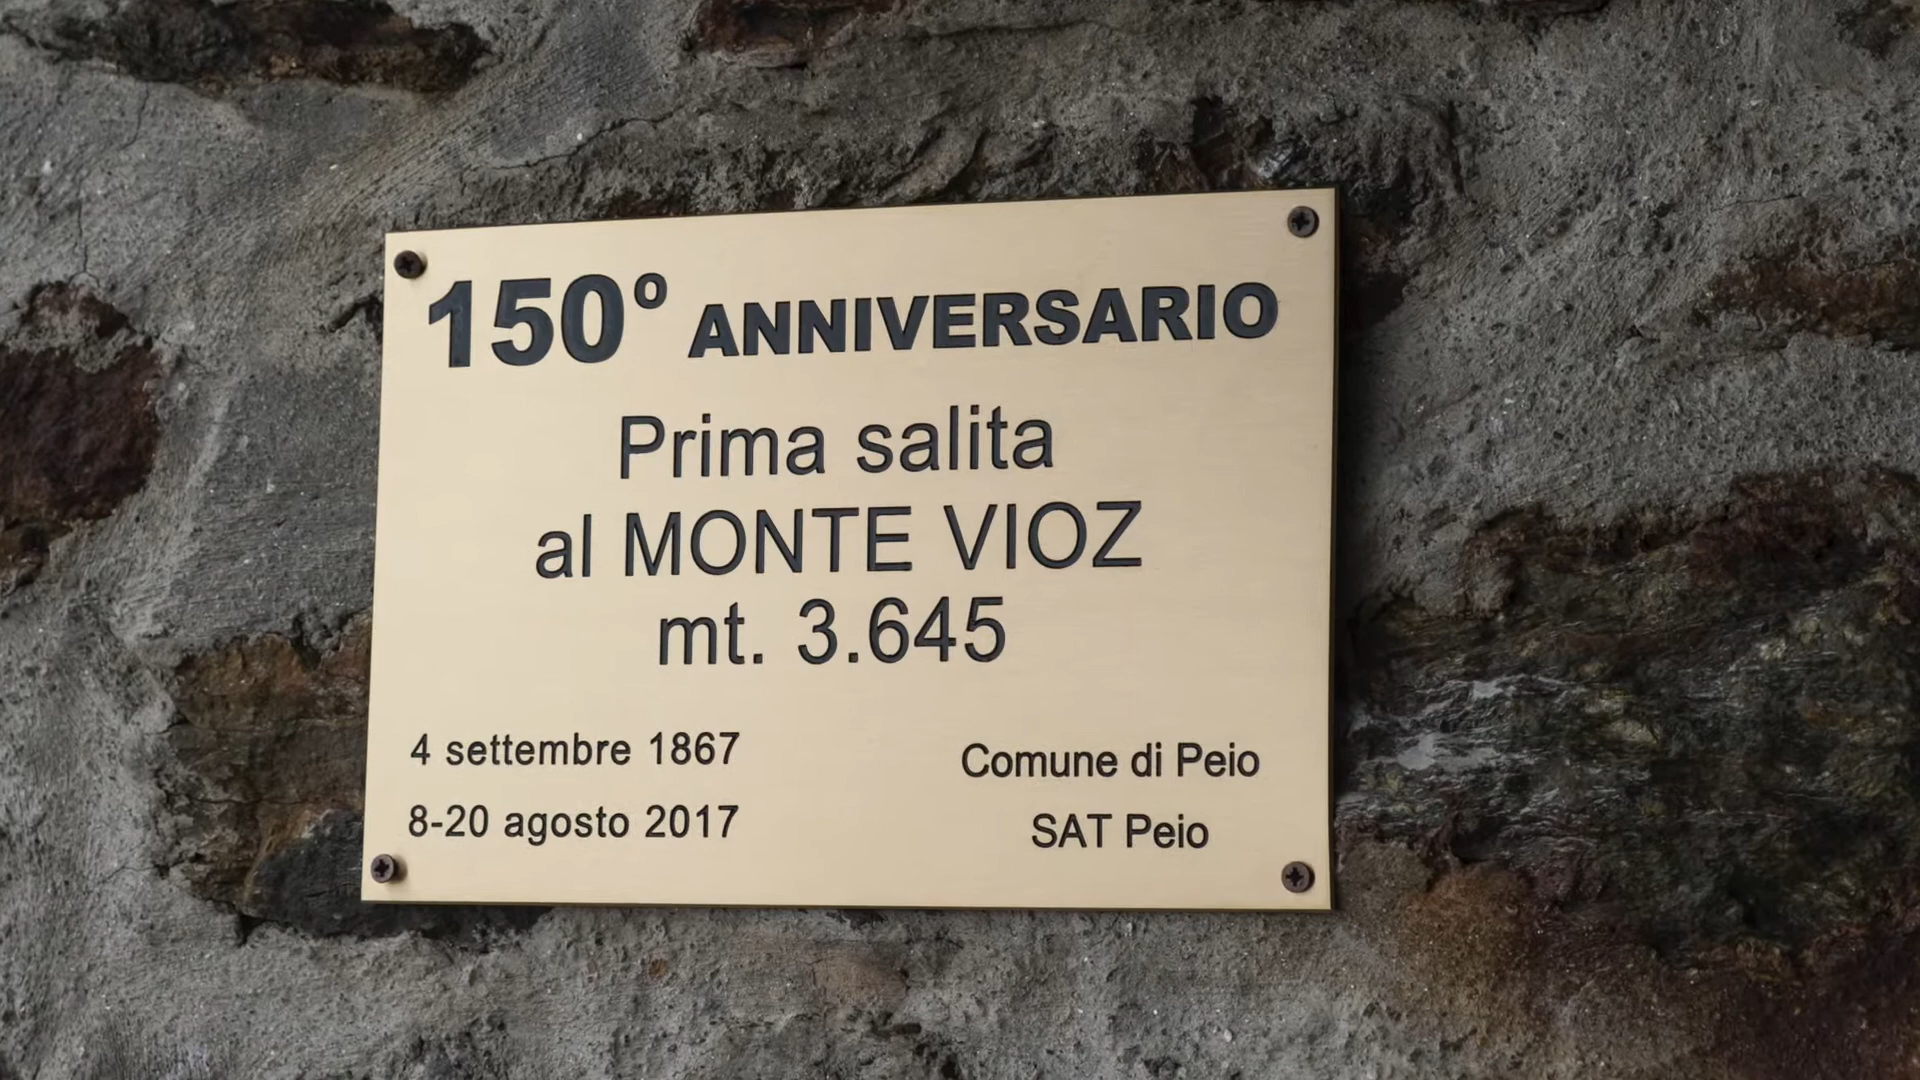 150º ANNIVERSARIO
Prima salita
al MONTE VIOZ
mt. 3.645
4 settembre 1867
8-20 agosto 2017
Comune di Peio
SAT Peio